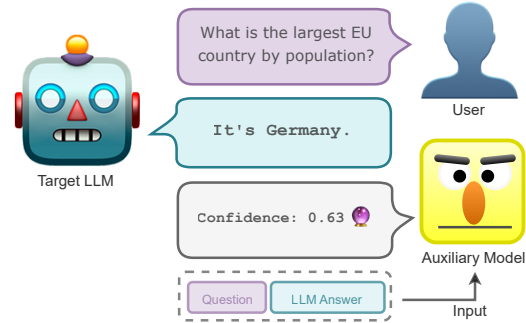 What is the largest EU
country by population?
User
It's Germany.
Target LLM
Confidence: 0.63
Auxiliary Model
Question
LLM Answer
Input